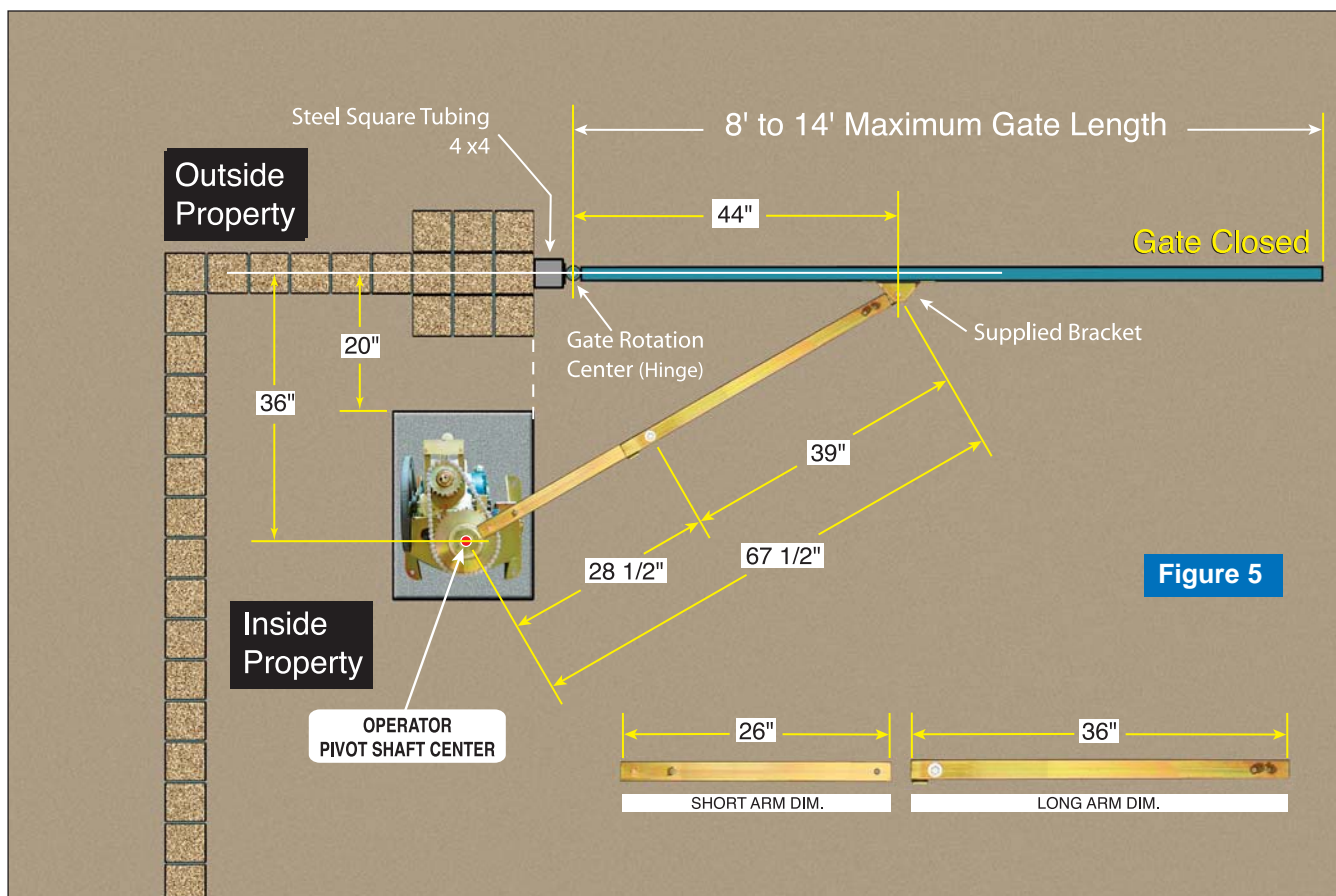 Steel Square Tubing
4 x4
8' to 14' Maximum Gate Length
Outside
Property
44"
Gate Closed
20"
Gate Rotation
Center (Hinge)
Supplied Bracket
36"
39"
28 1/2"
67 1/2"
Figure 5
Inside
Property
OPERATOR
PIVOT SHAFT CENTER
26"
36"
SHORT ARM DIM.
LONG ARM DIM.